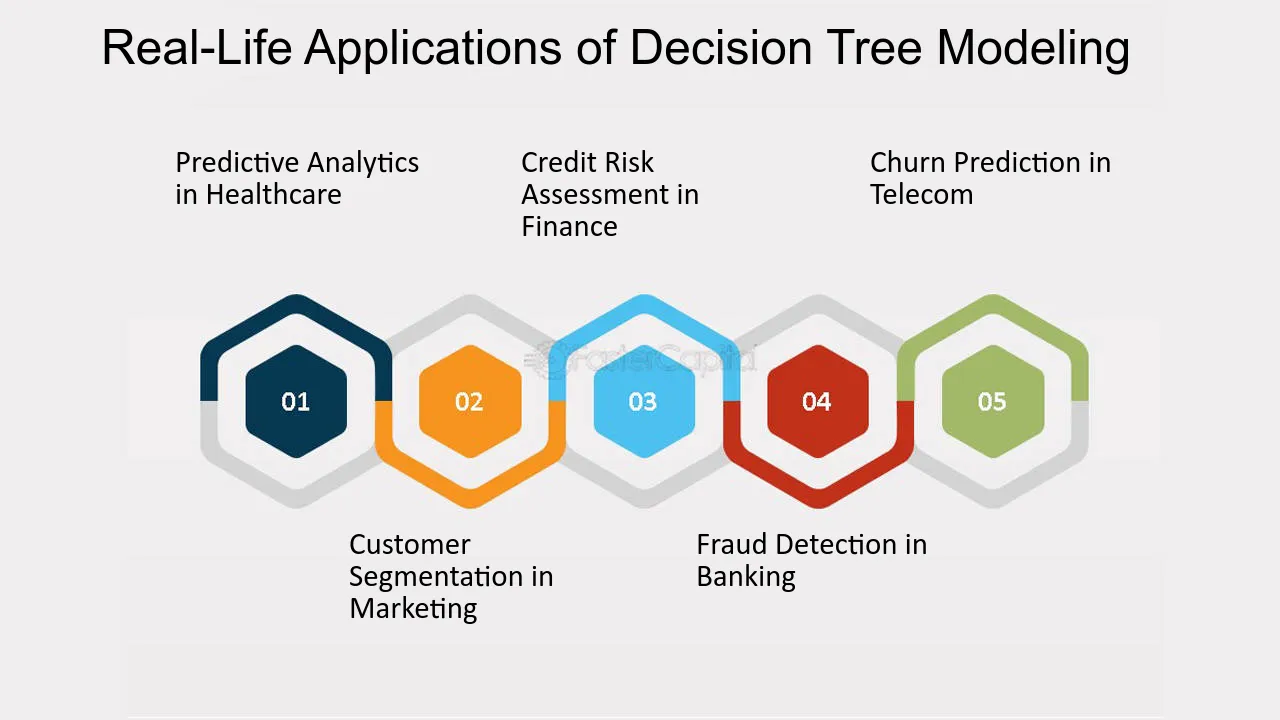 Real-Life Applications of Decision Tree Modeling
Predictive Analytics
in Healthcare
Credit Risk
Assessment in
Finance
Churn Prediction in
Telecom
01
02
03
04
05
FasterCapital
Customer
Segmentation in
Marketing
Fraud Detection in
Banking